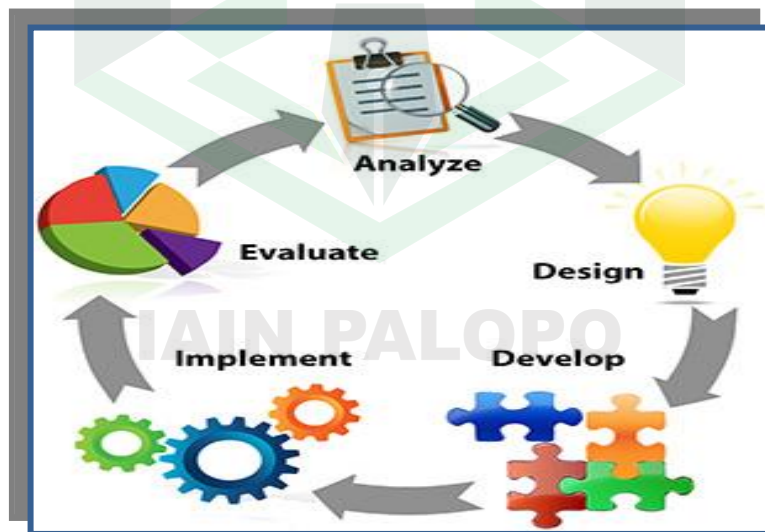 Analyze
Evaluate
Design
IAIN PALOPO
Implement
Develop